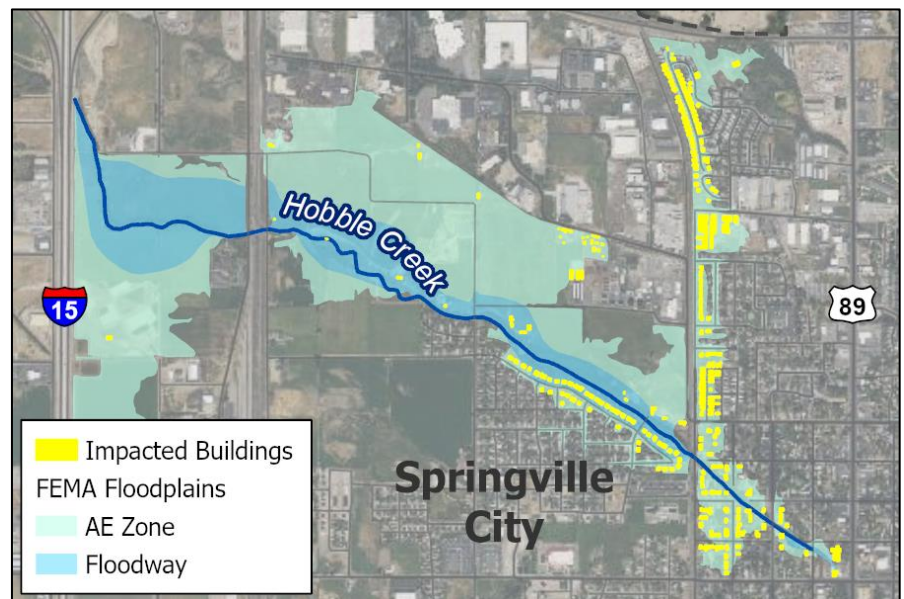 Hobble Creek
15
89
Springville
City
Impacted Buildings
FEMA Floodplains
AE Zone
Floodway